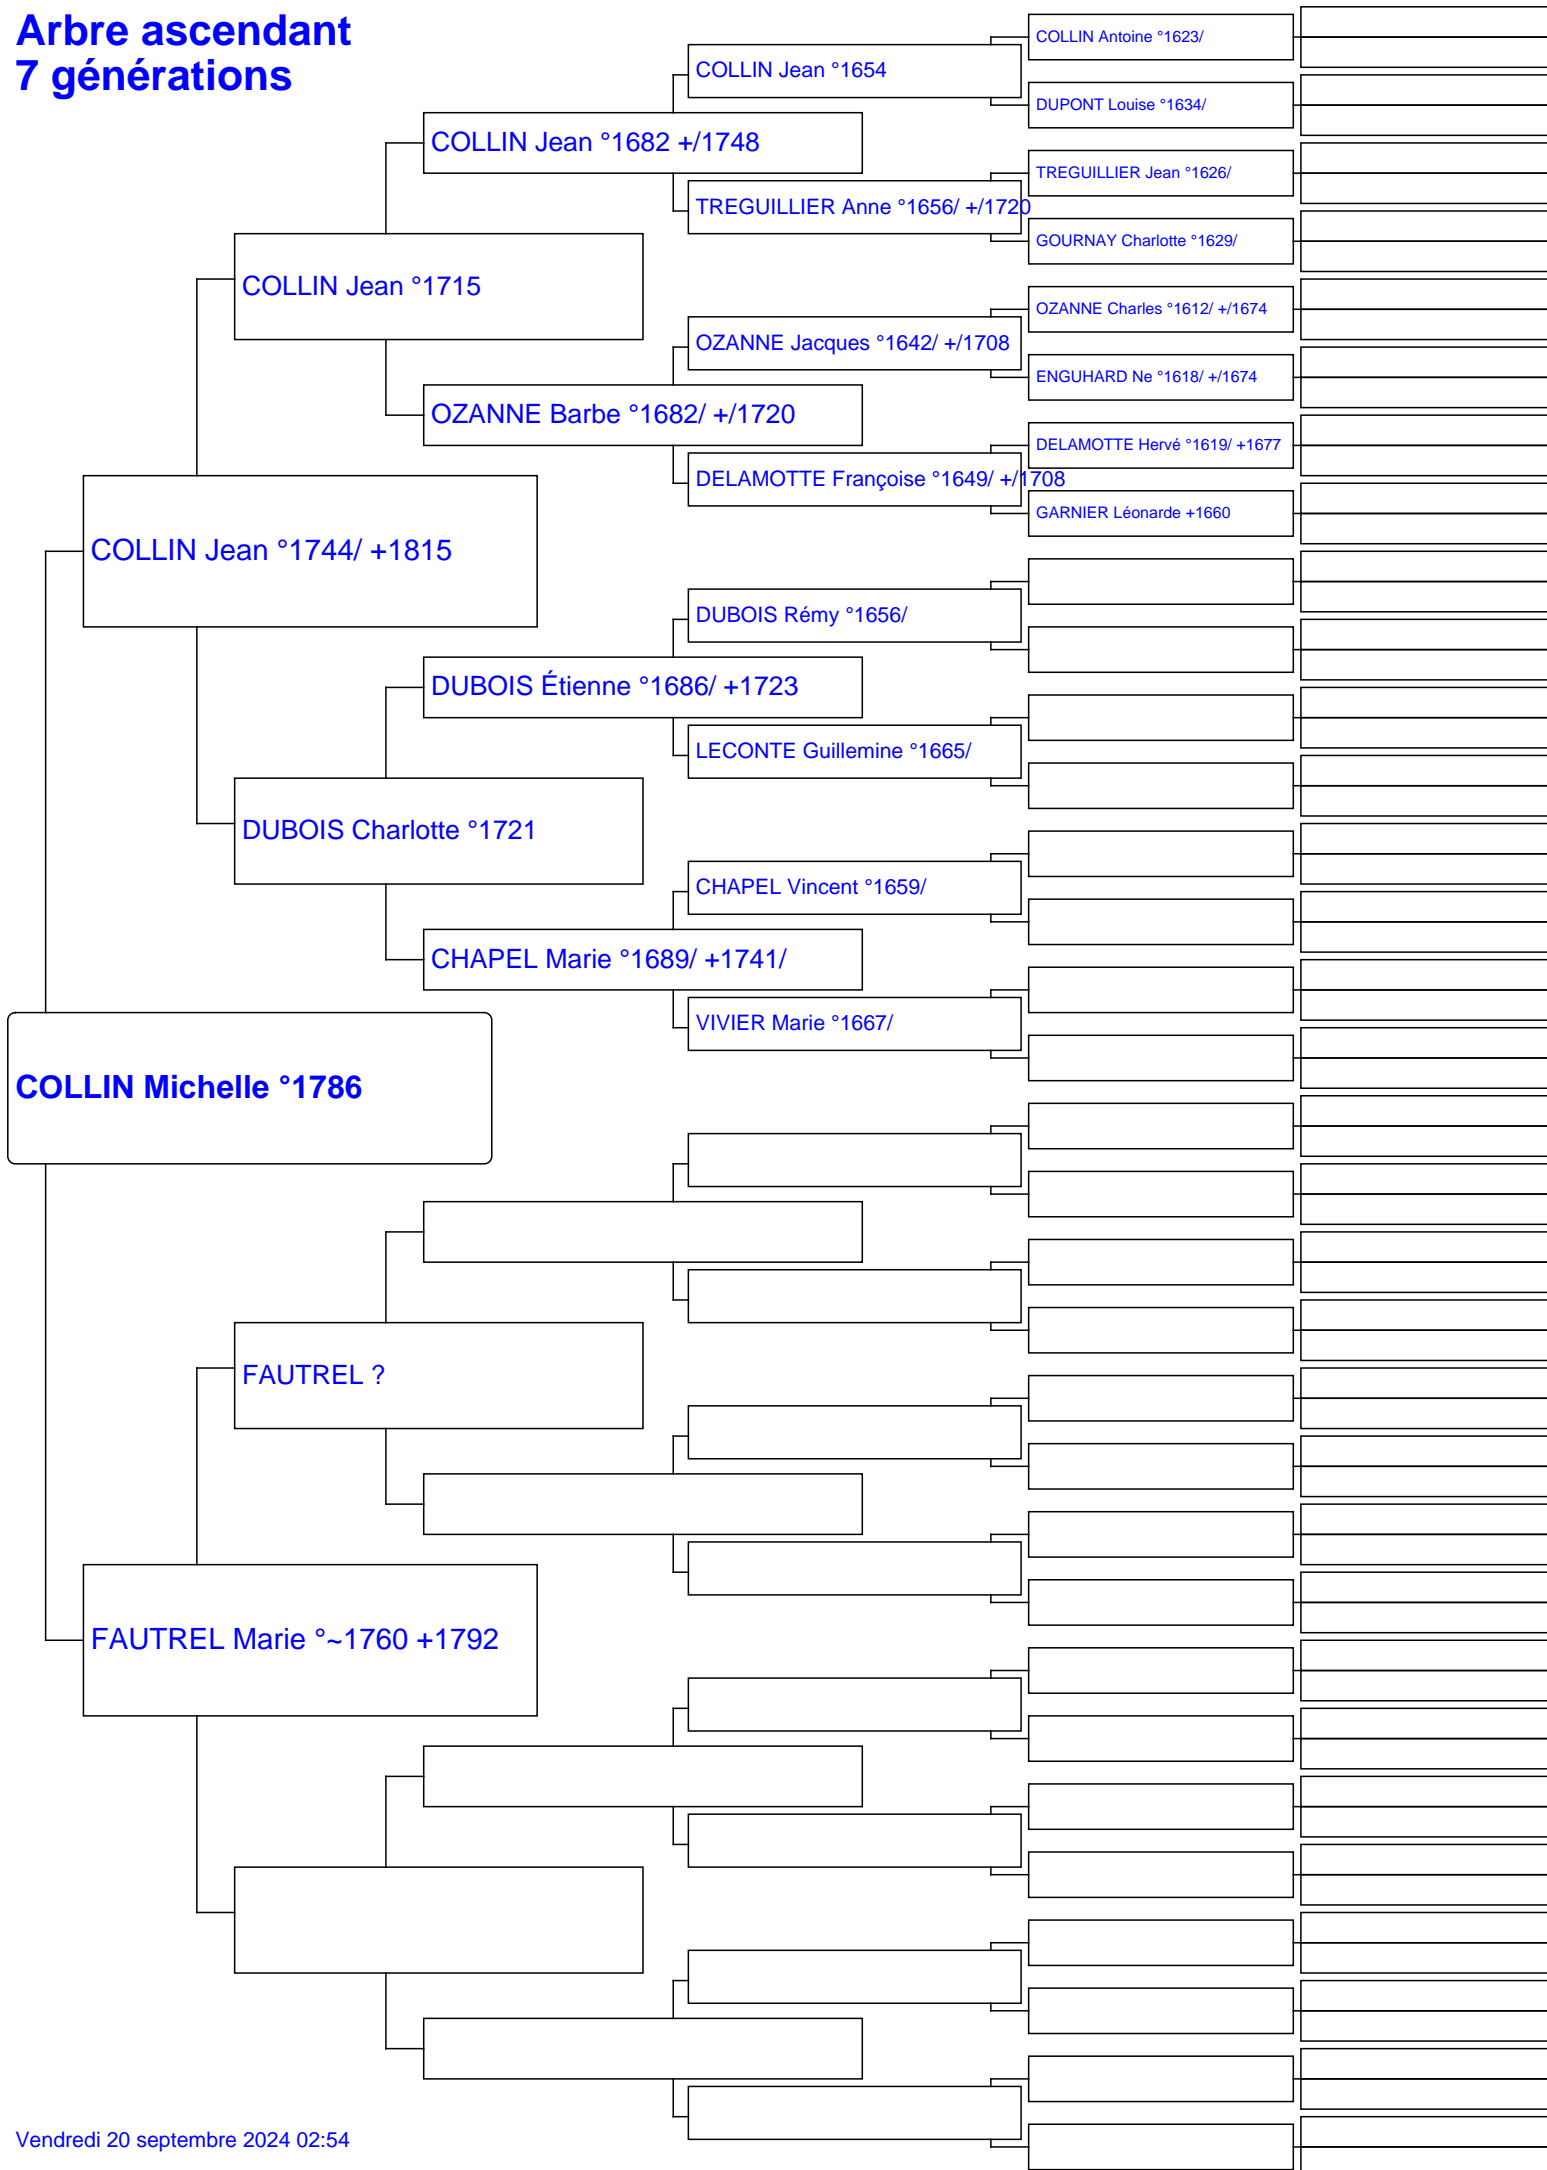 Arbre ascendant
7 générations
COLLIN Antoine °1623/
COLLIN Jean °1654
DUPONT Louise °1634/
COLLIN Jean °1682 +/1748
TREGUILLIER Jean °1626/
TREGUILLIER Anne °1656/ +/1720
GOURNAY Charlotte °1629/
COLLIN Jean °1715
OZANNE Charles °1612/ +/1674
OZANNE Jacques °1642/ +/1708
ENGUHARD Ne °1618/ +/1674
OZANNE Barbe °1682/ +/1720
DELAMOTTE Hervé °1619/ +1677
DELAMOTTE Françoise °1649/ +/1708
GARNIER Léonarde +1660
COLLIN Jean °1744/ +1815
DUBOIS Rémy °1656/
DUBOIS Étienne °1686/ +1723
LECONTE Guillemine °1665/
DUBOIS Charlotte °1721
CHAPEL Vincent °1659/
CHAPEL Marie °1689/ +1741/
VIVIER Marie °1667/
COLLIN Michelle °1786
FAUTREL ?
FAUTREL Marie °~1760 +1792
Vendredi 20 septembre 2024 02:54